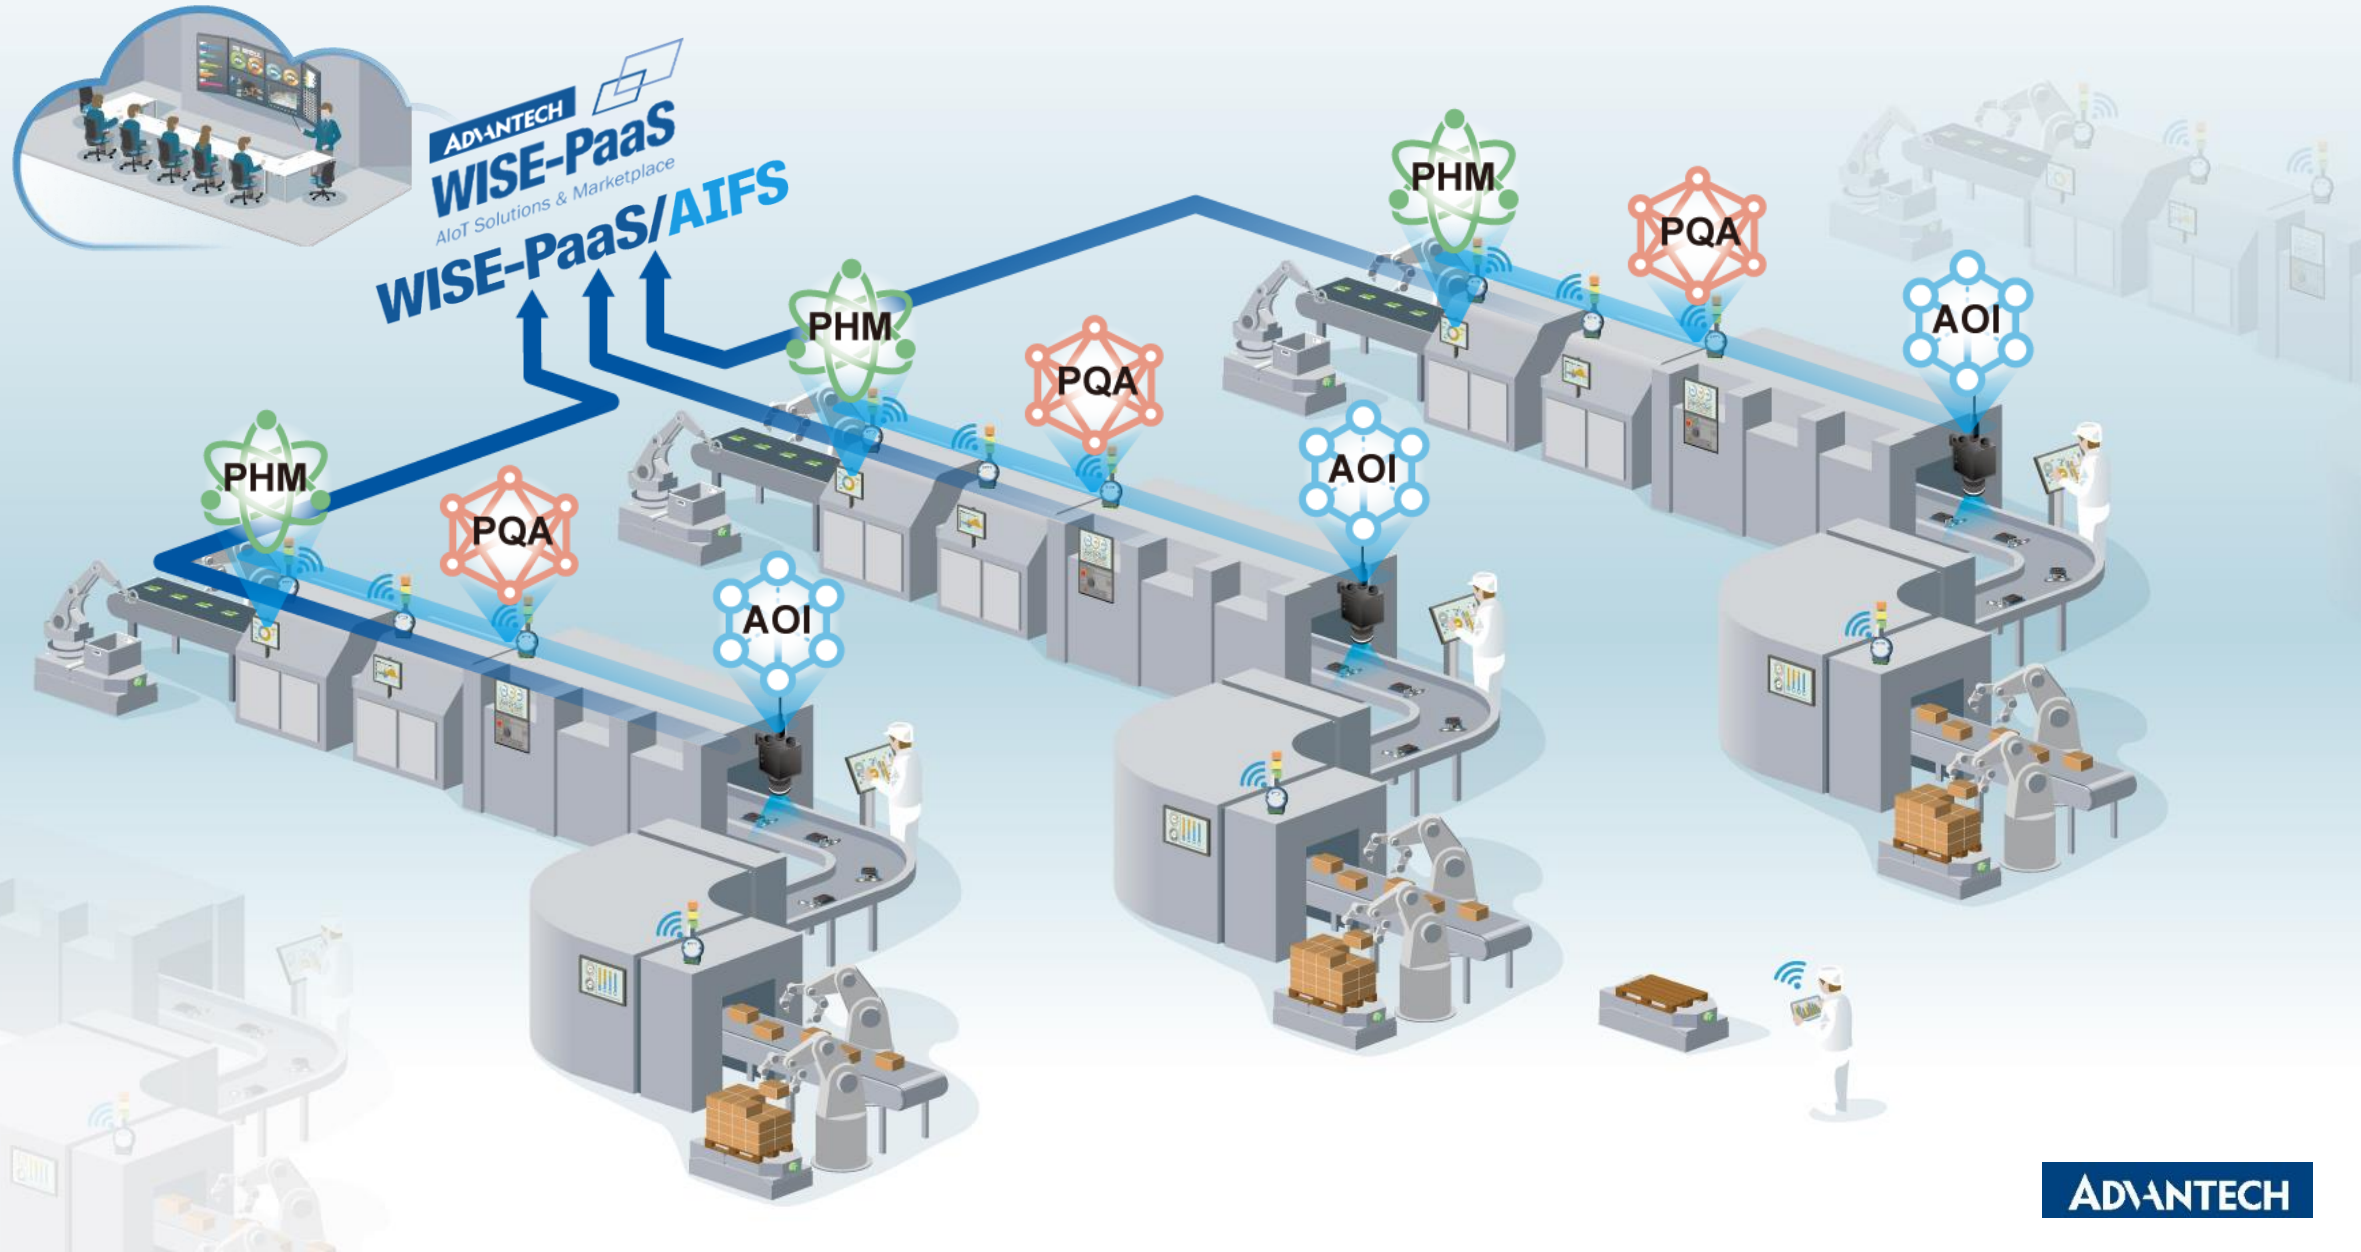 ADVANTECH
WISE-PaaS
AIoT Solutions & Marketplace
WISE-PaaS/AIFS
PHM
PQA
AOI
PHM
PQA
AOI
PHM
PQA
AOI
ADVANTECH